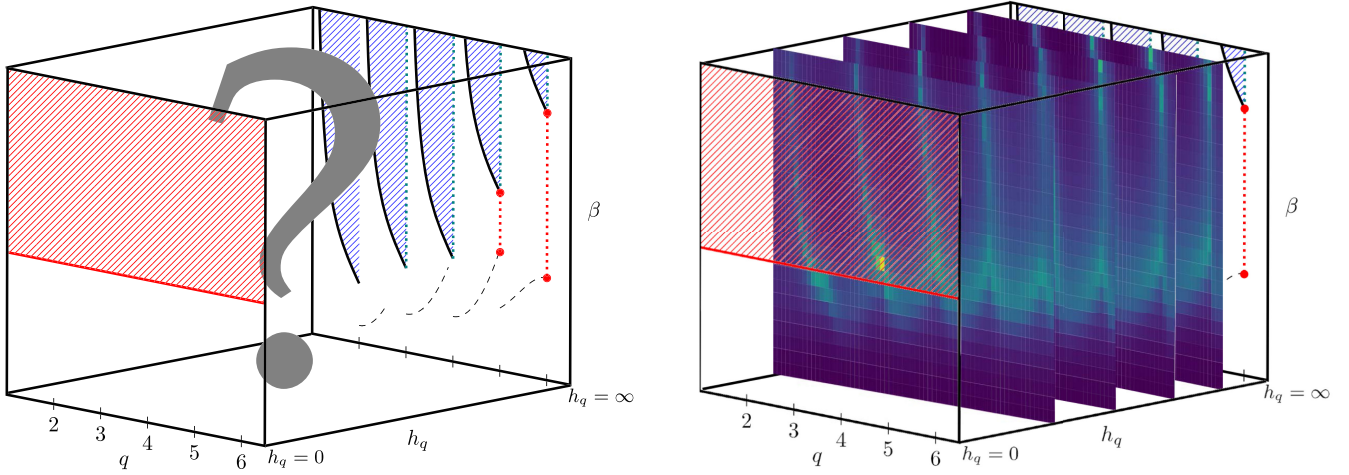 ?
β
h_q = ∞
2
3
4
5
6
q
h_q = 0
h_q
β
h_q = ∞
2
3
4
5
6
q
h_q = 0
h_q